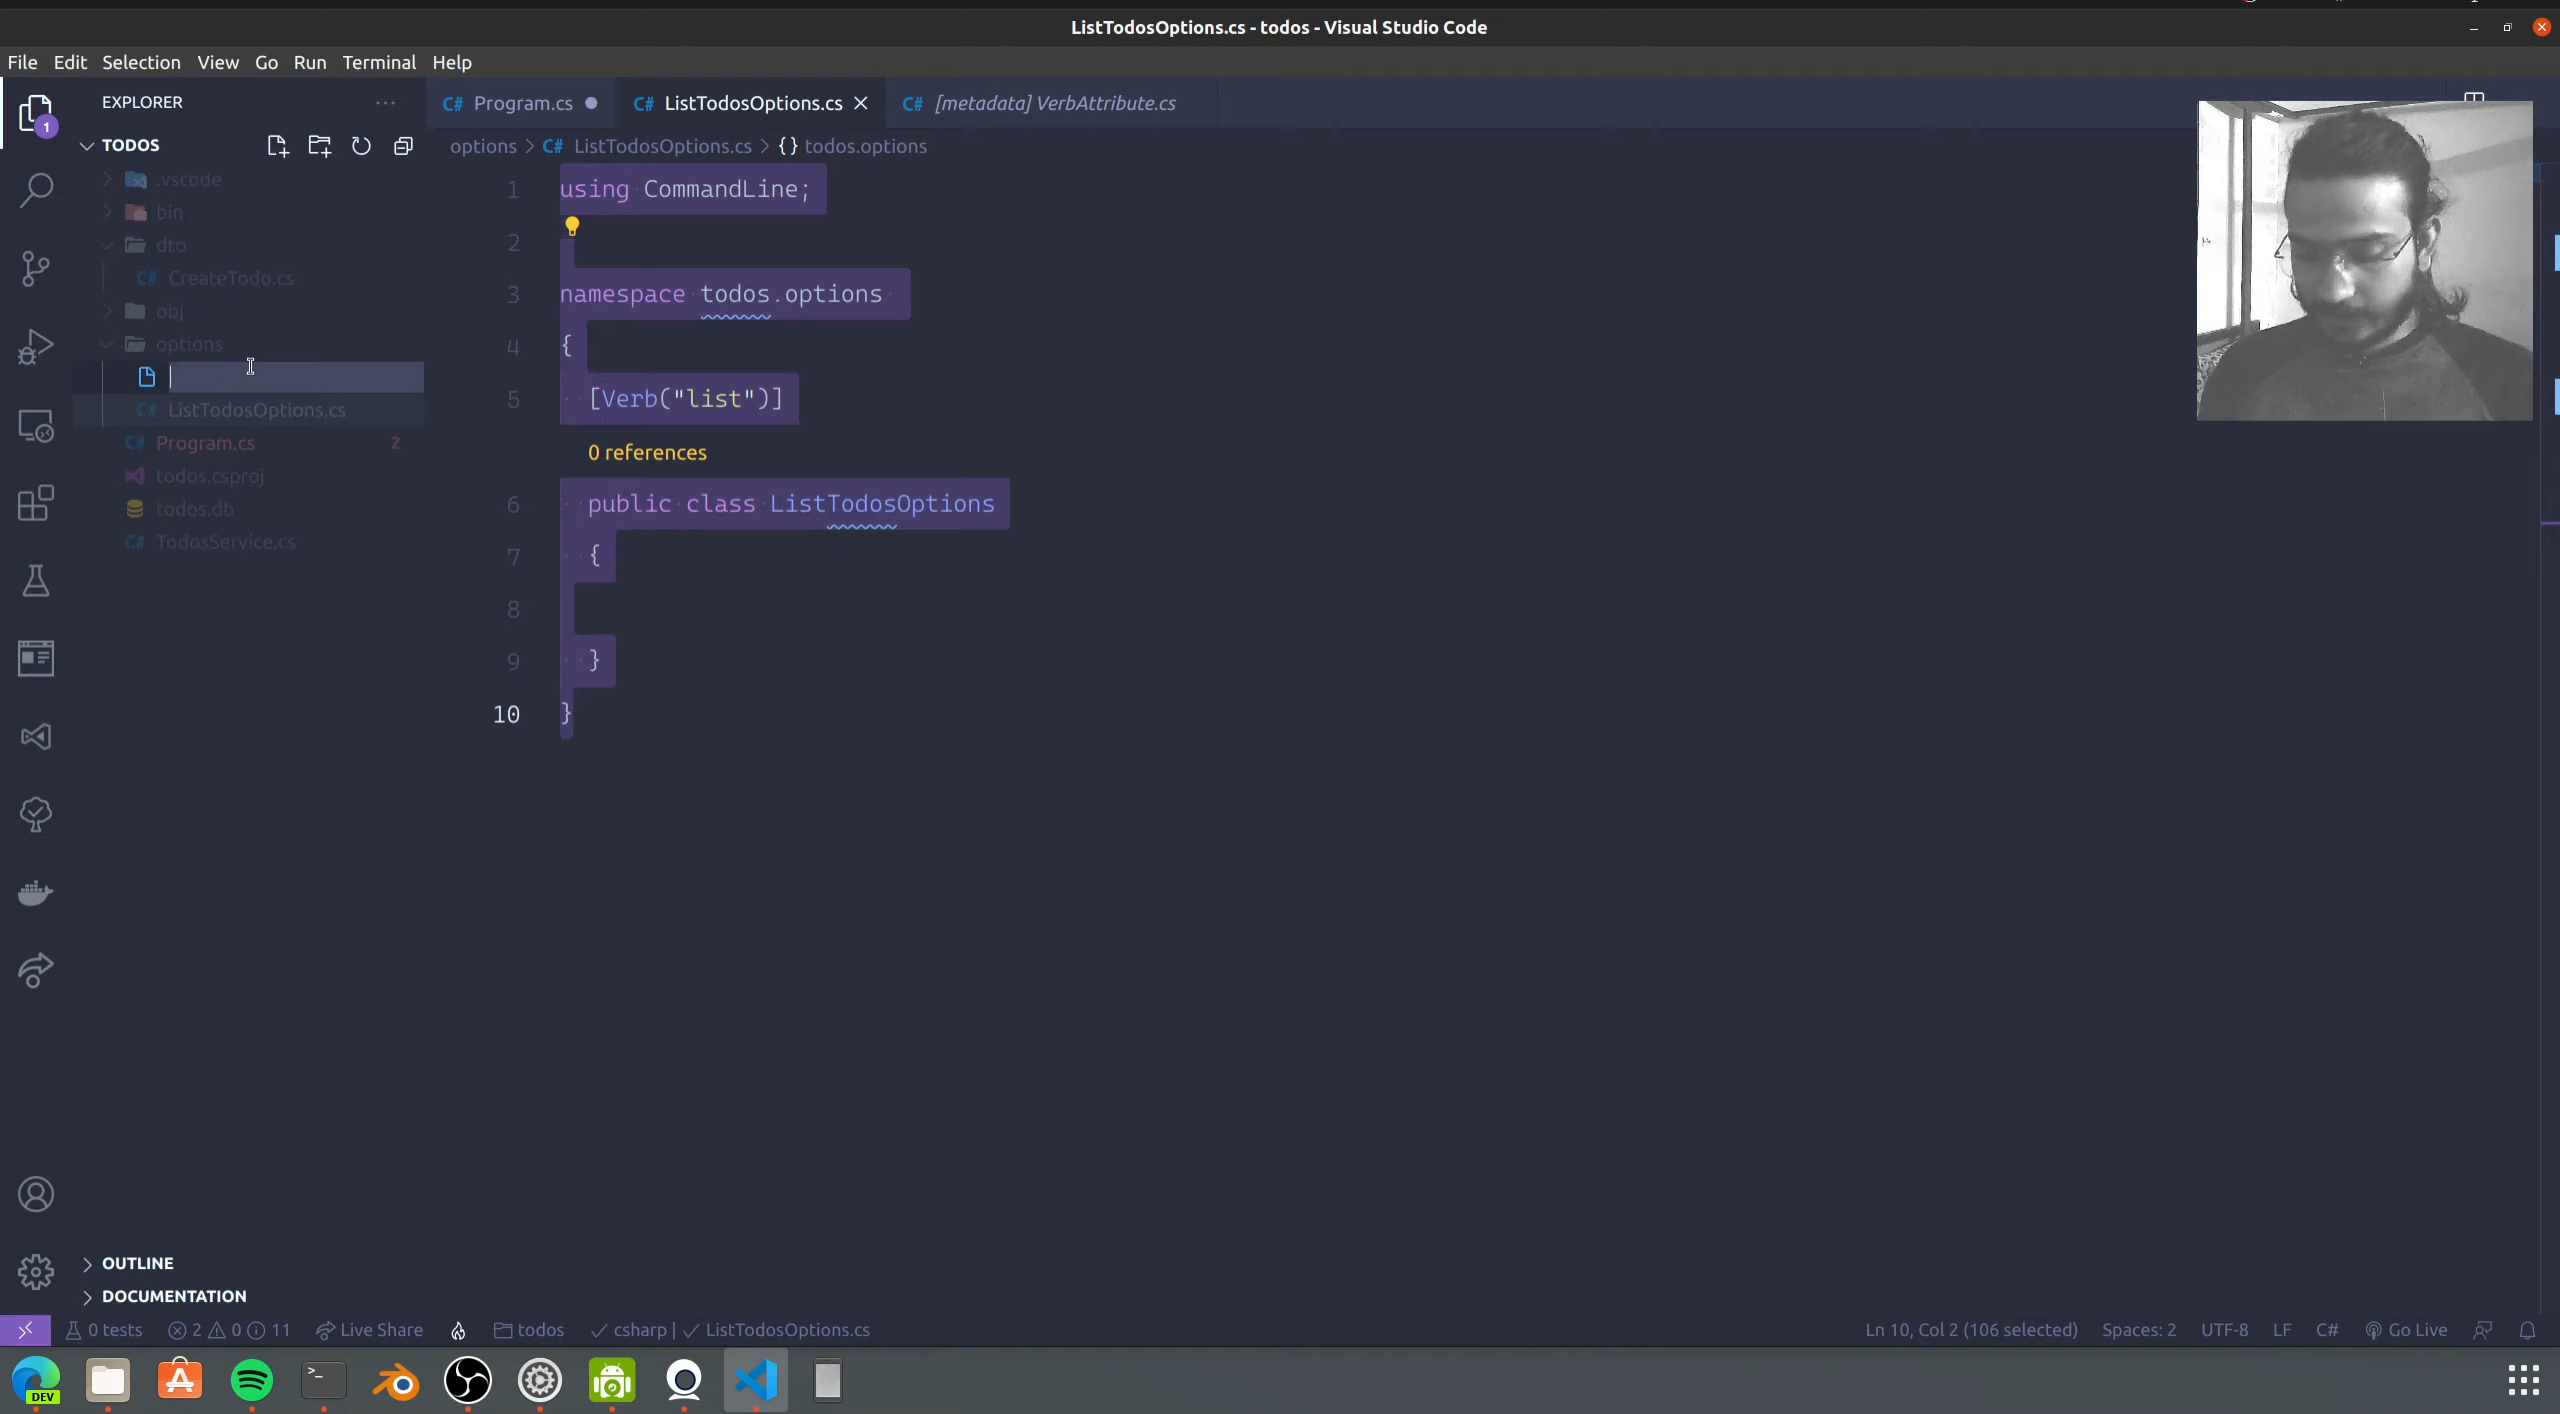 ListTodosOptions.cs - todos - Visual Studio Code
File Edit Selection View Go Run Terminal Help
EXPLORER
Program.cs
ListTodosOptions.cs
[metadata] VerbAttribute.cs
TODOS
options > ListTodosOptions.cs > {} todos.options
.vscode
bin
dto
CreateTodo.cs
obj
options
ListTodosOptions.cs
Program.cs 2
todos.csproj
todos.db
TodosService.cs
1 using CommandLine;
2
3 namespace todos.options
4 {
5 [Verb("list")]
0 references
6 public class ListTodosOptions
7 {
8
9 }
10 }
1
OUTLINE
DOCUMENTATION
0 tests 2 0 11 Live Share todos csharp | ListTodosOptions.cs
Ln 10, Col 2 (106 selected) Spaces: 2 UTF-8 LF C# Go Live
DEV